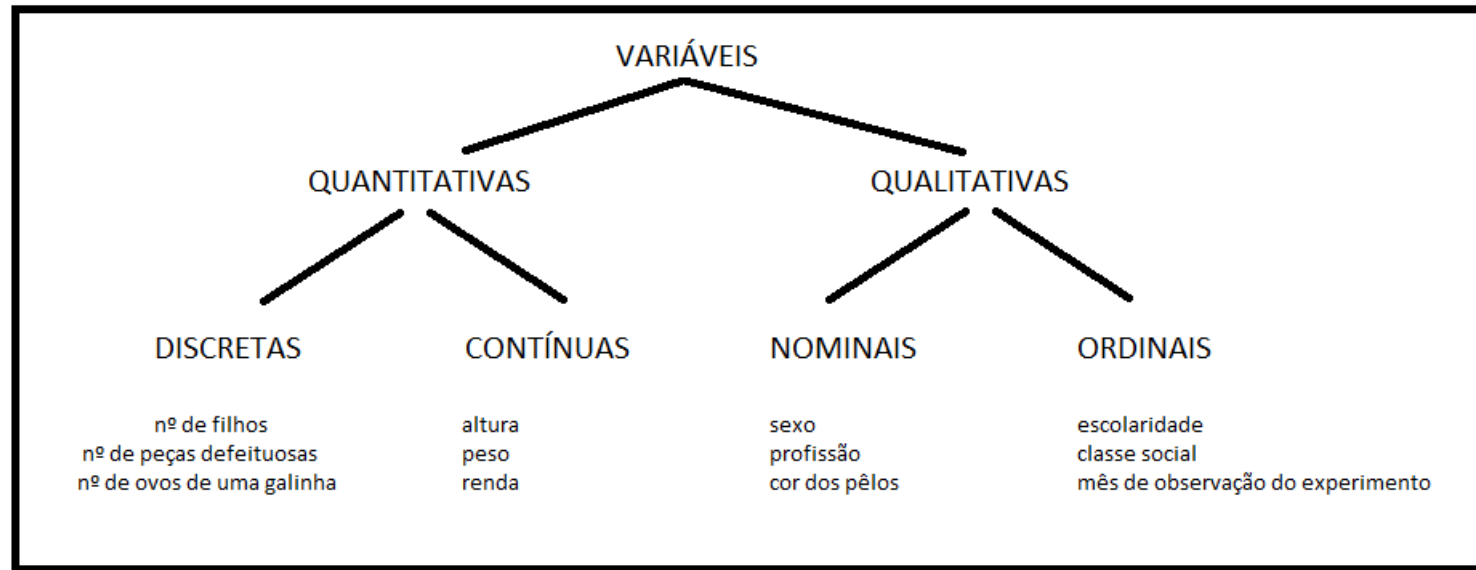 VARIÁVEIS
QUANTITATIVAS
QUALITATIVAS
DISCRETAS
CONTÍNUAS
NOMINAIS
ORDINAIS
nº de filhos
nº de peças defeituosas
nº de ovos de uma galinha
altura
peso
renda
sexo
profissão
cor dos pêlos
escolaridade
classe social
mês de observação do experimento